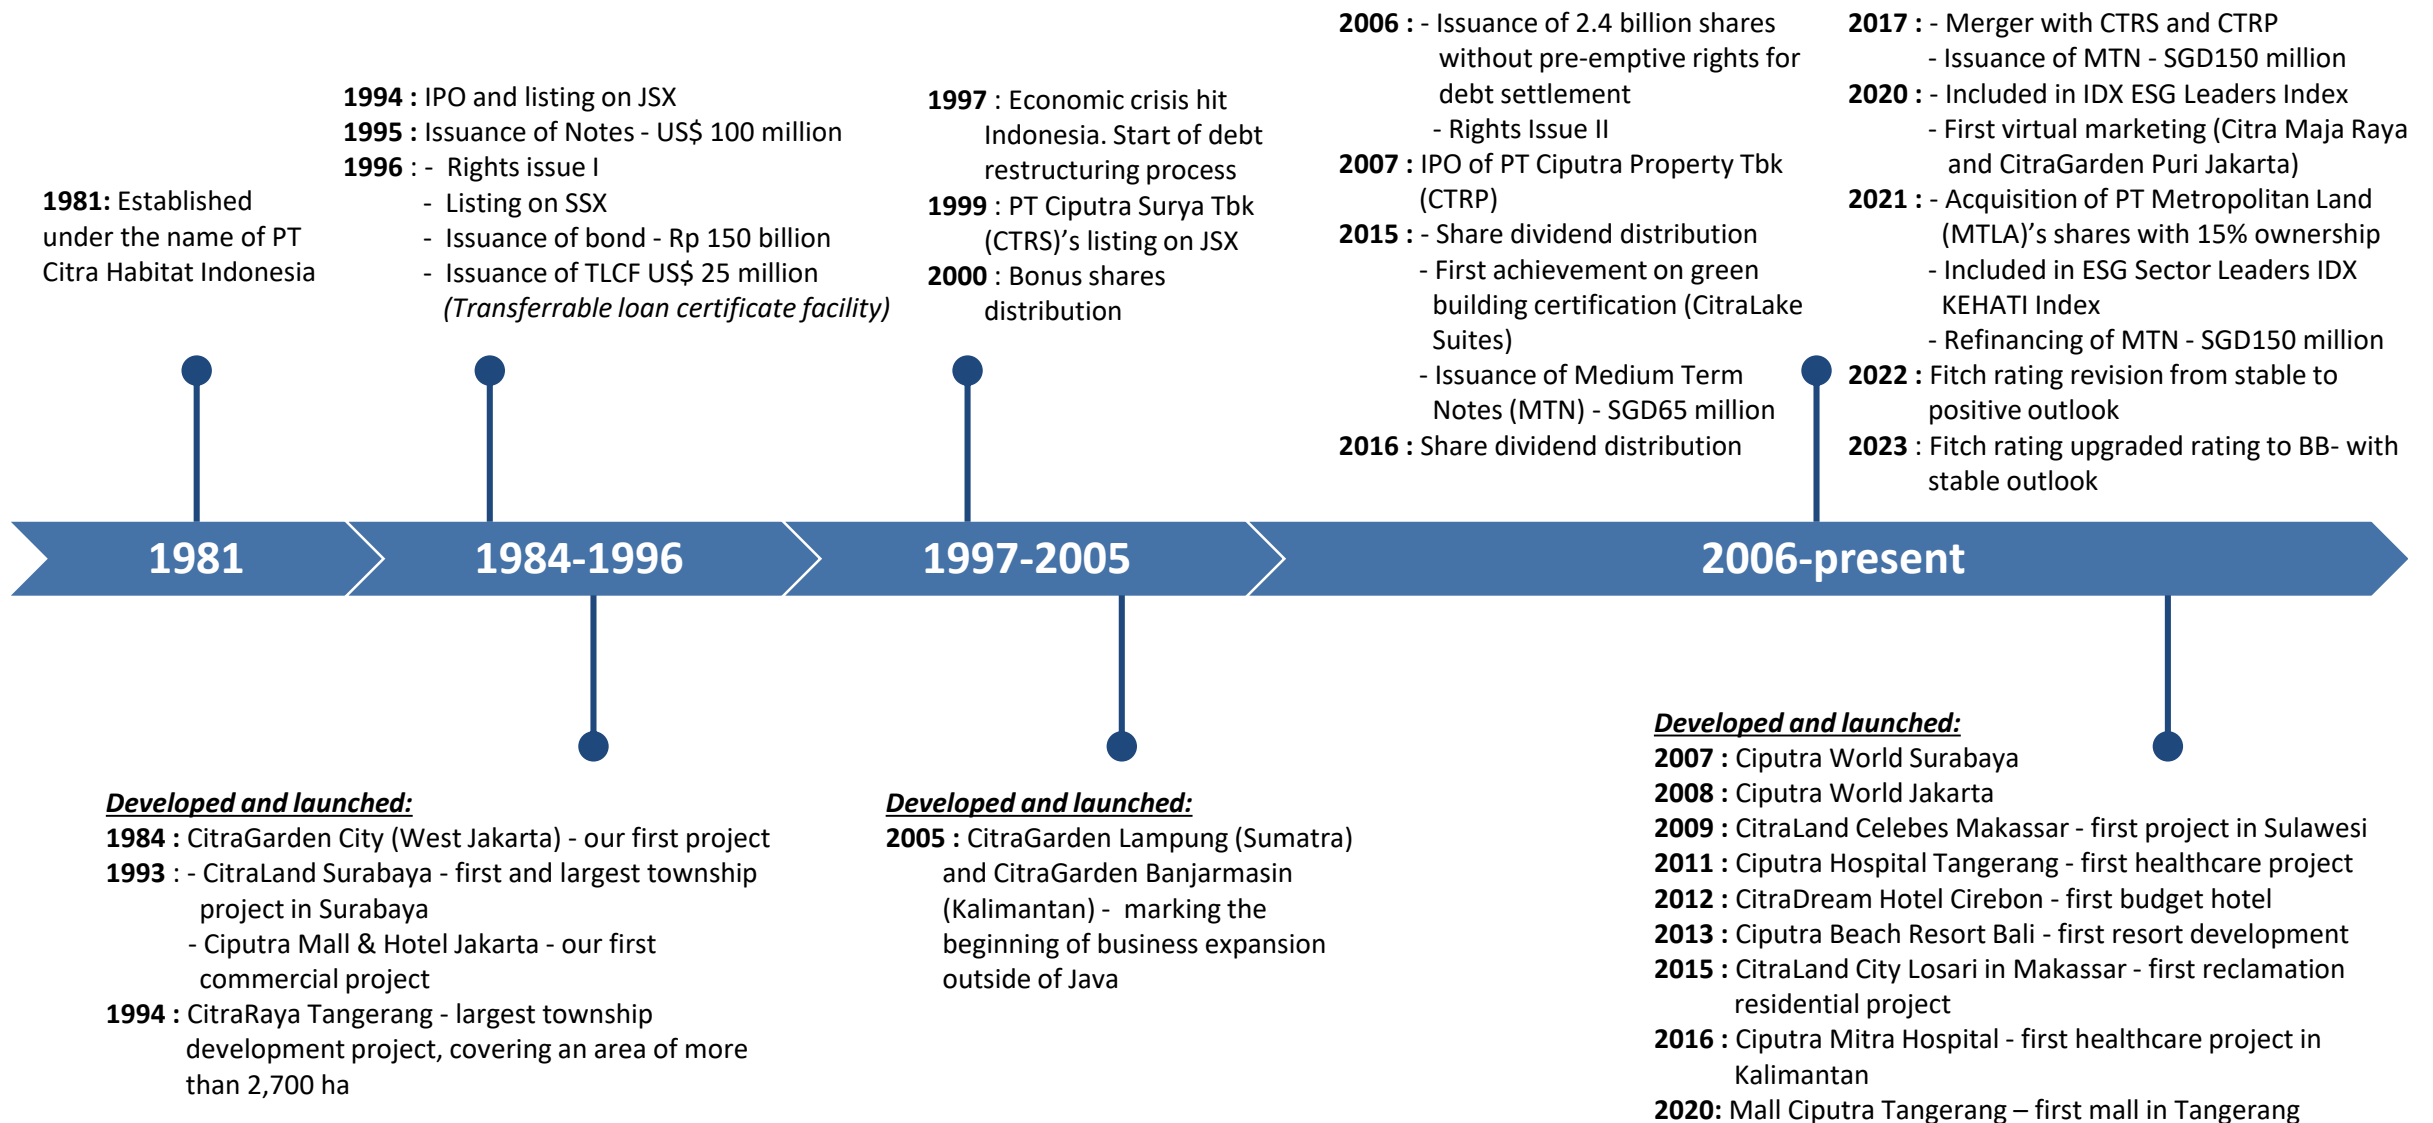 1981: Established
under the name of PT
Citra Habitat Indonesia
1994 : IPO and listing on JSX
1995 : Issuance of Notes - US$ 100 million
1996 : - Rights issue I
- Listing on SSX
- Issuance of bond - Rp 150 billion
- Issuance of TLCF US$ 25 million
(Transferrable loan certificate facility)
1997 : Economic crisis hit
Indonesia. Start of debt
restructuring process
1999 : PT Ciputra Surya Tbk
(CTRS)'s listing on JSX
2000 : Bonus shares
distribution
2006 : - Issuance of 2.4 billion shares
without pre-emptive rights for
debt settlement
- Rights Issue II
2007 : IPO of PT Ciputra Property Tbk
(CTRP)
2015 : - Share dividend distribution
- First achievement on green
building certification (CitraLake
Suites)
- Issuance of Medium Term
Notes (MTN) - SGD65 million
2016 : Share dividend distribution
2017 : - Merger with CTRS and CTRP
- Issuance of MTN - SGD150 million
2020 : - Included in IDX ESG Leaders Index
- First virtual marketing (Citra Maja Raya
and CitraGarden Puri Jakarta)
2021 : - Acquisition of PT Metropolitan Land
(MTLA)'s shares with 15% ownership
- Included in ESG Sector Leaders IDX
KEHATI Index
- Refinancing of MTN - SGD150 million
2022 : Fitch rating revision from stable to
positive outlook
2023 : Fitch rating upgraded rating to BB- with
stable outlook
1981
1984-1996
1997-2005
2006-present
Developed and launched:
1984 : CitraGarden City (West Jakarta) - our first project
1993 : - CitraLand Surabaya - first and largest township
project in Surabaya
- Ciputra Mall & Hotel Jakarta - our first
commercial project
1994 : CitraRaya Tangerang - largest township
development project, covering an area of more
than 2,700 ha
Developed and launched:
2005 : CitraGarden Lampung (Sumatra)
and CitraGarden Banjarmasin
(Kalimantan) - marking the
beginning of business expansion
outside of Java
Developed and launched:
2007 : Ciputra World Surabaya
2008 : Ciputra World Jakarta
2009 : CitraLand Celebes Makassar - first project in Sulawesi
2011 : Ciputra Hospital Tangerang - first healthcare project
2012 : CitraDream Hotel Cirebon - first budget hotel
2013 : Ciputra Beach Resort Bali - first resort development
2015 : CitraLand City Losari in Makassar - first reclamation
residential project
2016 : Ciputra Mitra Hospital - first healthcare project in
Kalimantan
2020: Mall Ciputra Tangerang – first mall in Tangerang